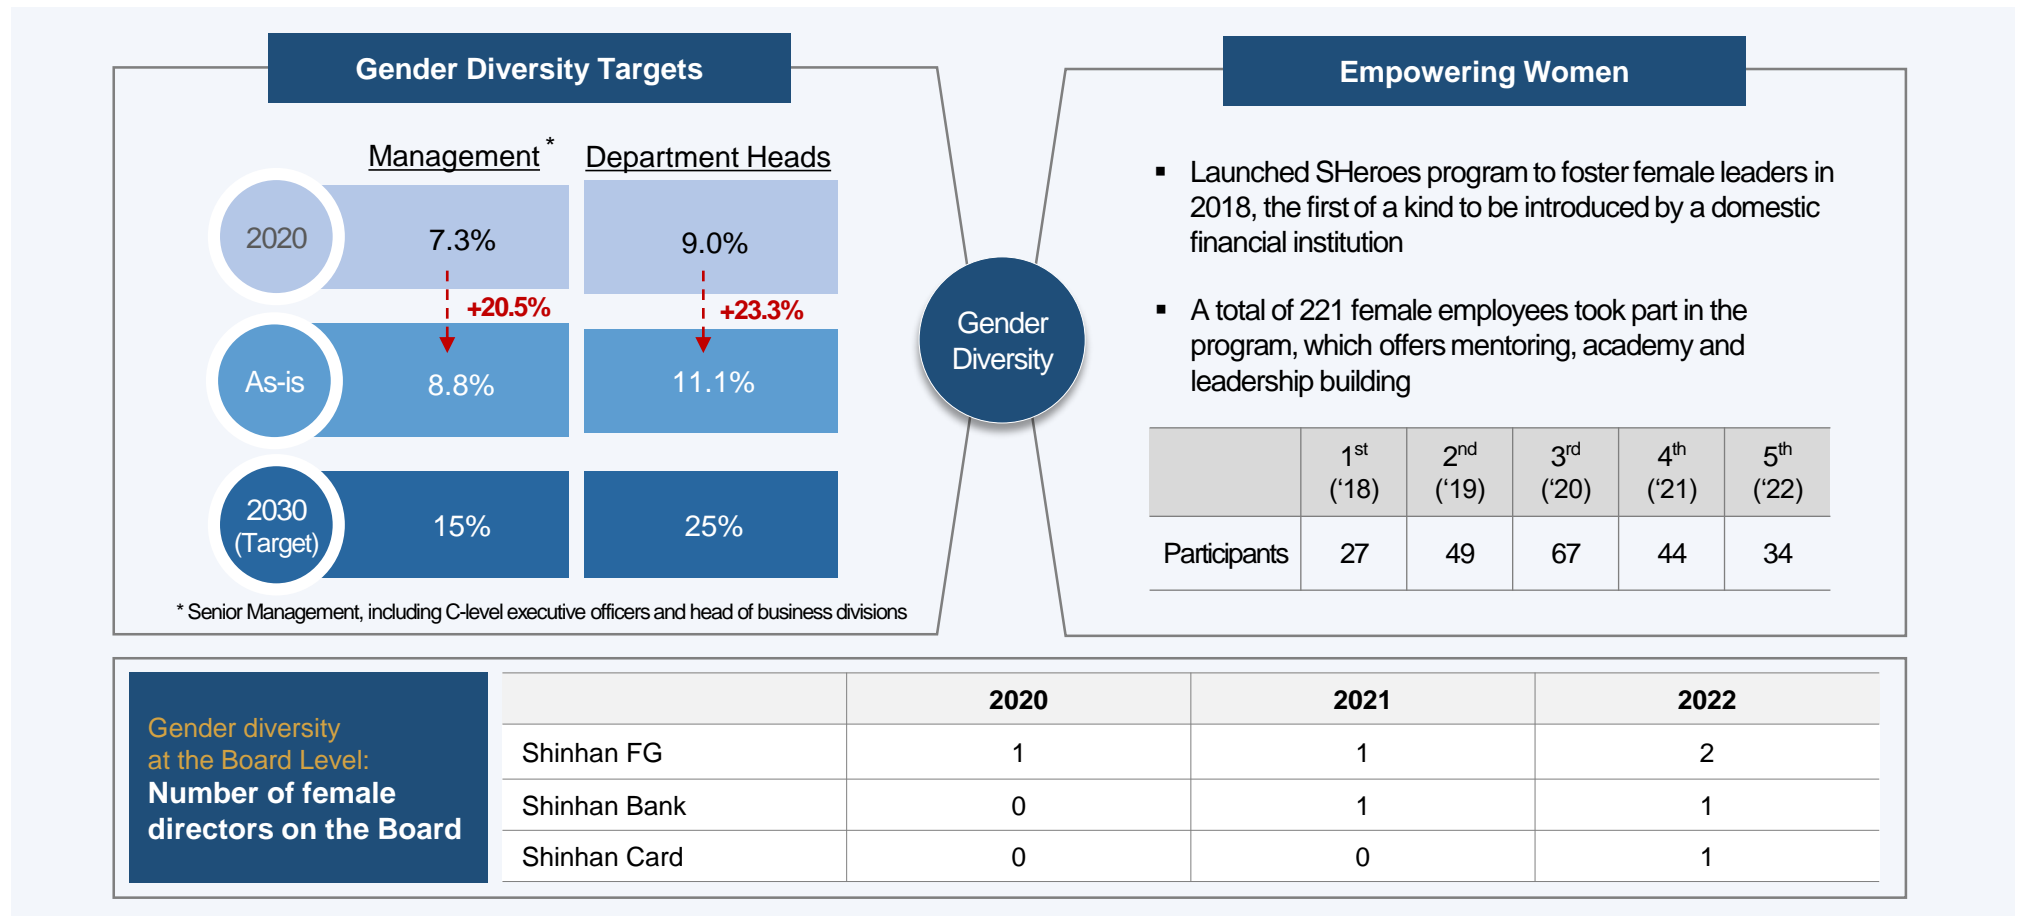 Gender Diversity Targets
Management * Department Heads
2020 7.3% 9.0%
+20.5% +23.3%
As-is 8.8% 11.1%
2030
(Target)
15% 25%
* Senior Management, including C-level executive officers and head of business divisions
Gender
Diversity
Empowering Women
▪ Launched SHeroes program to foster female leaders in
2018, the first of a kind to be introduced by a domestic
financial institution
▪ A total of 221 female employees took part in the
program, which offers mentoring, academy and
leadership building
1st 2nd 3rd 4th 5th
(‘18) (‘19) (‘20) (‘21) (‘22)
Participants 27 49 67 44 34
Gender diversity
at the Board Level:
Number of female
directors on the Board
2020 2021 2022
Shinhan FG 1 1 2
Shinhan Bank 0 1 1
Shinhan Card 0 0 1